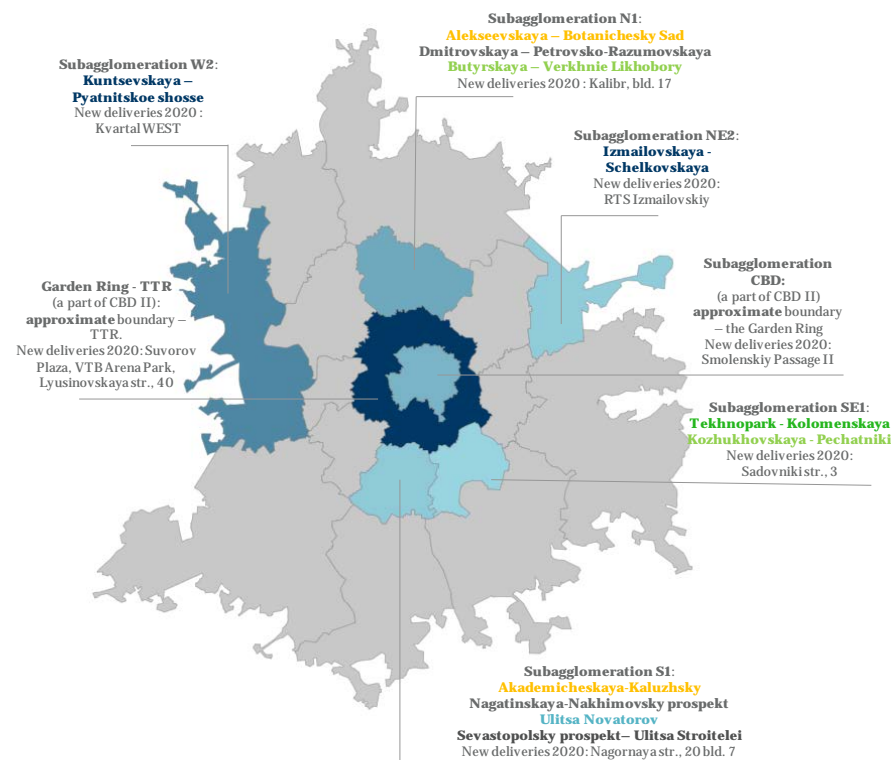 Subagglomeration N1:
Alekseevskaya – Botanichesky Sad
Dmitrovskaya – Petrovsko-Razumovskaya
Butyrskaya – Verkhnie Likhobory
New deliveries 2020 : Kalibr, bld. 17
Subagglomeration W2:
Kuntsevskaya –
Pyatnitskoe shosse
New deliveries 2020 :
Kvartal WEST
Subagglomeration NE2:
Izmailovskaya -
Schelkovskaya
New deliveries 2020:
RTS Izmailovskiy
Garden Ring - TTR
(a part of CBD II):
approximate boundary –
TTR.
New deliveries 2020: Suvorov
Plaza, VTB Arena Park,
Lyusinovskaya str., 40
Subagglomeration
CBD:
(a part of CBD II)
approximate boundary
– the Garden Ring
New deliveries 2020:
Smolenskiy Passage II
Subagglomeration SE1:
Tekhnopark - Kolomenskaya
Kozhukhovskaya - Pechatniki
New deliveries 2020:
Sadovniki str., 3
Subagglomeration S1:
Akademicheskaya-Kaluzhsky
Nagatinskaya-Nakhimovsky prospekt
Ulitsa Novatorov
Sevastopolsky prospekt– Ulitsa Stroitelei
New deliveries 2020: Nagornaya str., 20 bld. 7